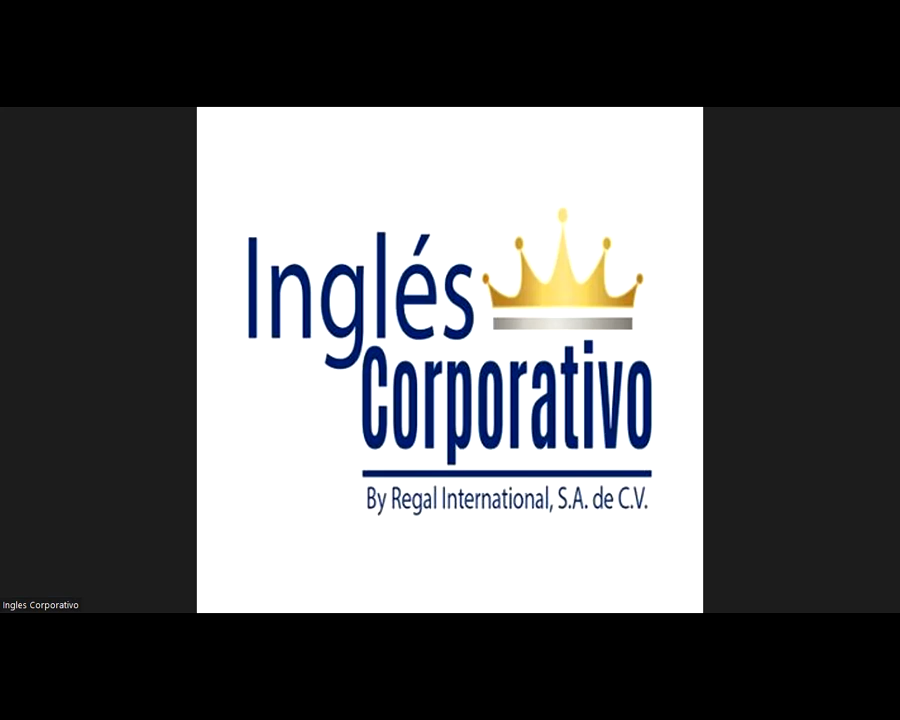 Inglés
Corporativo
By Regal International, S.A. de C.V.
Ingles Corporativo